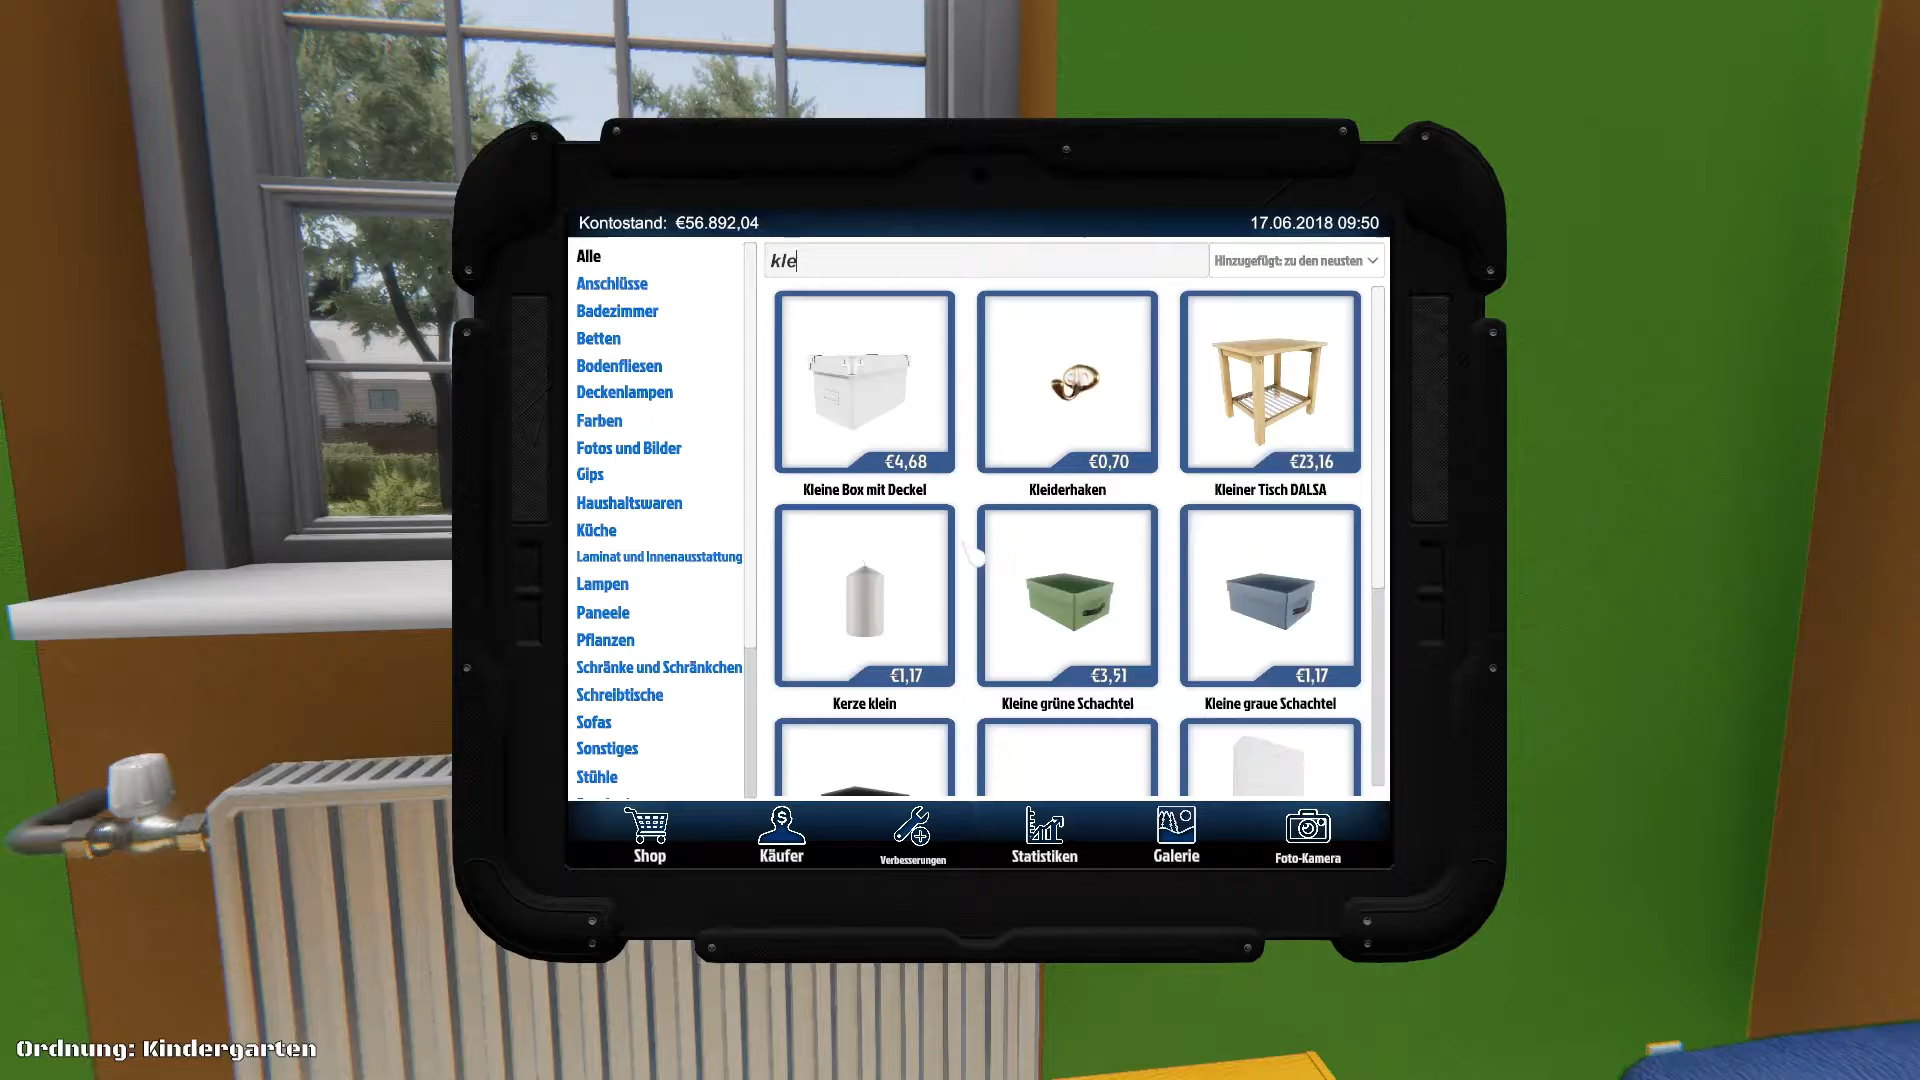 Kontostand: €56.892,04
17.06.2018 09:50
Alle
Anschlüsse
Badezimmer
Betten
Bodenfliesen
Deckenlampen
Farben
Fotos und Bilder
Gips
Haushaltswaren
Küche
Laminat und Innenausstattung
Lampen
Paneele
Pflanzen
Schränke und Schränkchen
Schreibtische
Sofas
Sonstiges
Stühle
kle
Hinzugefügt: zu den neusten
€4,68
€0,70
€23,16
Kleine Box mit Deckel
Kleiderhaken
Kleiner Tisch DALSA
€1,17
€3,51
€1,17
Kerze klein
Kleine grüne Schachtel
Kleine graue Schachtel
Shop
Käufer
Verbesserungen
Statistiken
Galerie
Foto-Kamera
Ordnung: Kindergarten